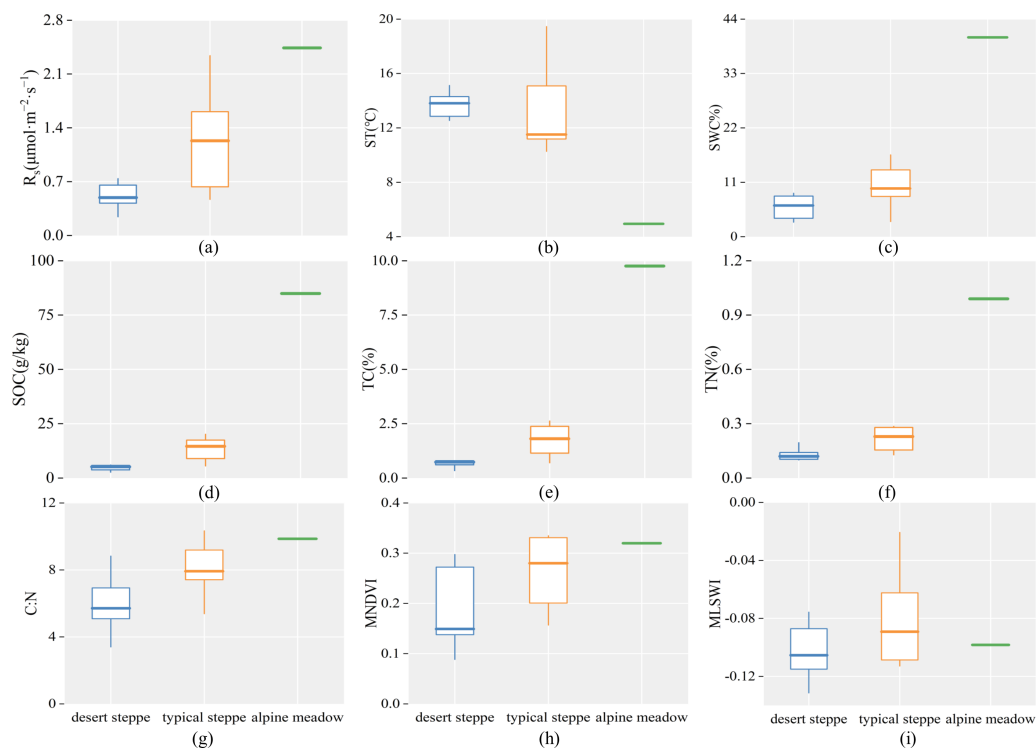 2.8
2.1
1.4
0.7
0.0
Rₛ(μmol·m⁻²·s⁻¹)
(a)
20
16
12
8
4
ST(℃)
(b)
44
33
22
11
0
SWC%)
(c)
100
75
50
25
0
SOC(g/kg)
(d)
10.0
7.5
5.0
2.5
0.0
TC(%)
(e)
1.2
0.9
0.6
0.3
0.0
TN(%)
(f)
12
8
4
0
C:N
desert steppe typical steppe alpine meadow
(g)
0.4
0.3
0.2
0.1
0.0
MNDVI
desert steppe typical steppe alpine meadow
(h)
0.00
-0.04
-0.08
-0.12
MLSWI
desert steppe typical steppe alpine meadow
(i)